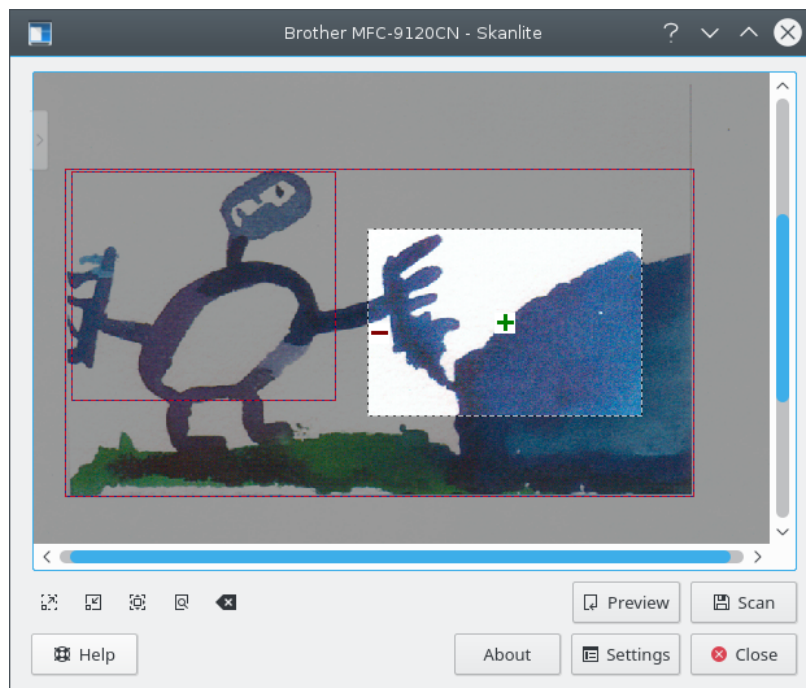 Brother MFC-9120CN - Skanlite
Preview
Scan
Help
About
Settings
Close